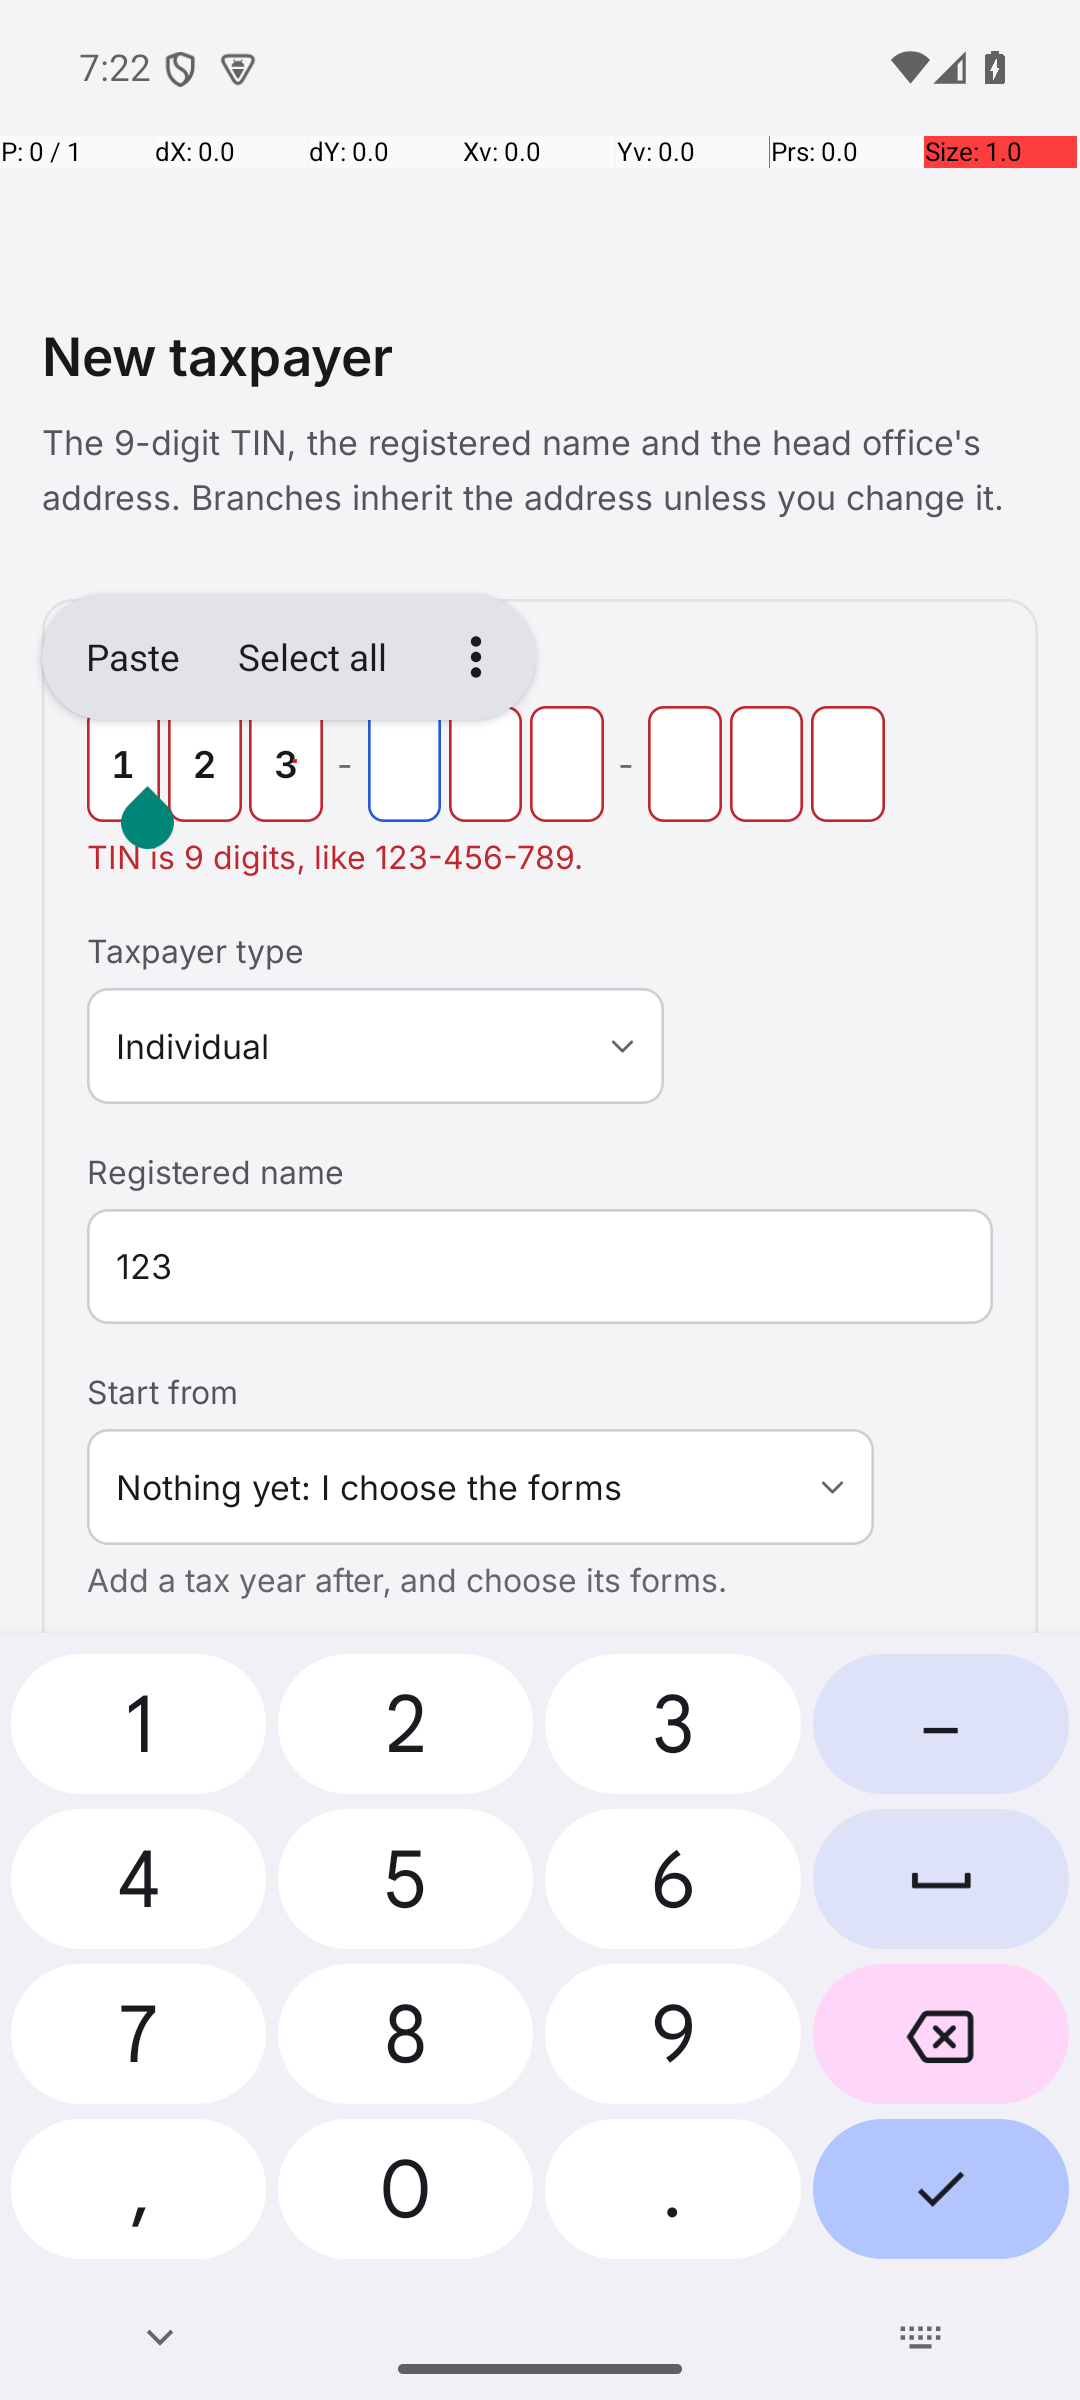 7:22
P: 0 / 1 dX: 0.0 dY: 0.0 Xv: 0.0 Yv: 0.0 Prs: 0.0 Size: 1.0
New taxpayer
The 9-digit TIN, the registered name and the head office's
address. Branches inherit the address unless you change it.
Paste Select all
1 2 3 - -
TIN is 9 digits, like 123-456-789.
Taxpayer type
Individual
Registered name
123
Start from
Nothing yet: I choose the forms
Add a tax year after, and choose its forms.
1 2 3 –
4 5 6
7 8 9
, 0 .